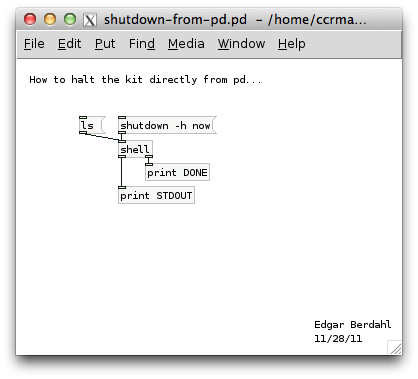 shutdown-from-pd.pd - /home/ccrma...
File Edit Put Find Media Window Help
How to halt the kit directly from pd...
ls shutdown -h now
shell
print DONE
print STDOUT
Edgar Berdahl
11/28/11